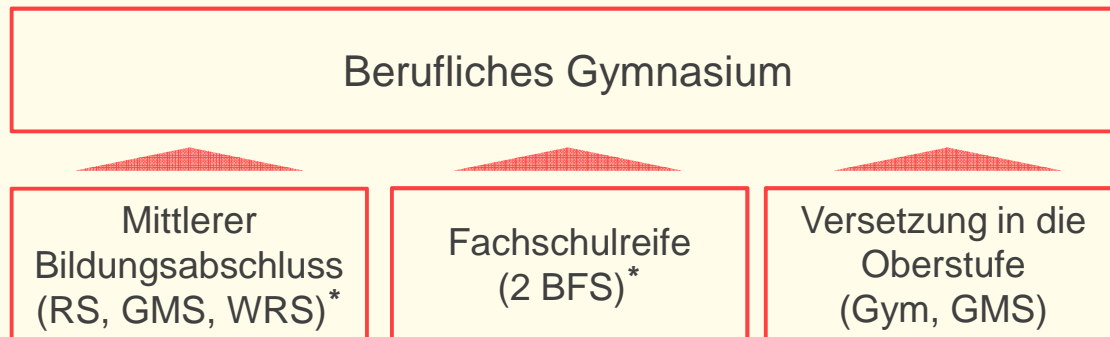 Berufliches Gymnasium
Mittlerer
Bildungsabschluss
(RS, GMS, WRS)*
Fachschulreife
(2 BFS)*
Versetzung in die
Oberstufe
(Gym, GMS)